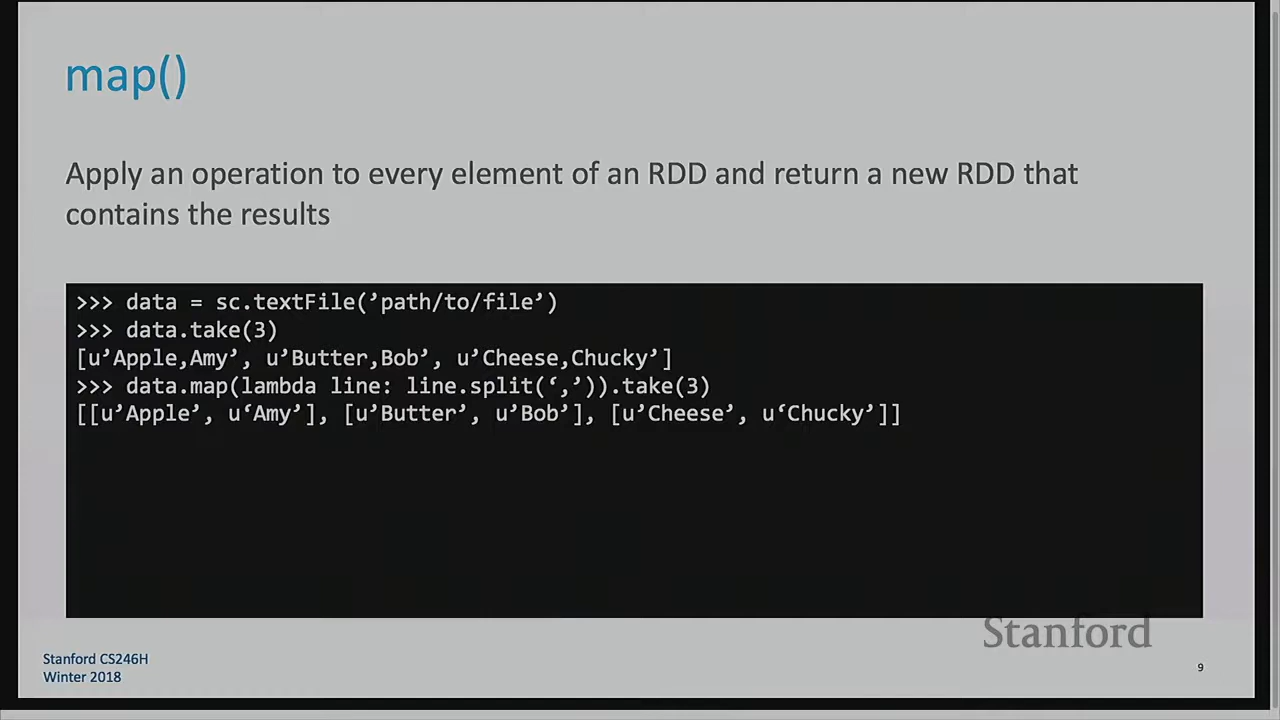 map()
Apply an operation to every element of an RDD and return a new RDD that
contains the results
>>> data = sc.textFile(’path/to/file’)
>>> data.take(3)
[u’Apple,Amy’, u’Butter,Bob’, u’Cheese,Chucky’]
>>> data.map(lambda line: line.split(‘,’)).take(3)
[[u’Apple’, u‘Amy’], [u’Butter’, u’Bob’], [u’Cheese’, u‘Chucky’]]
Stanford
Stanford CS246H
Winter 2018
9